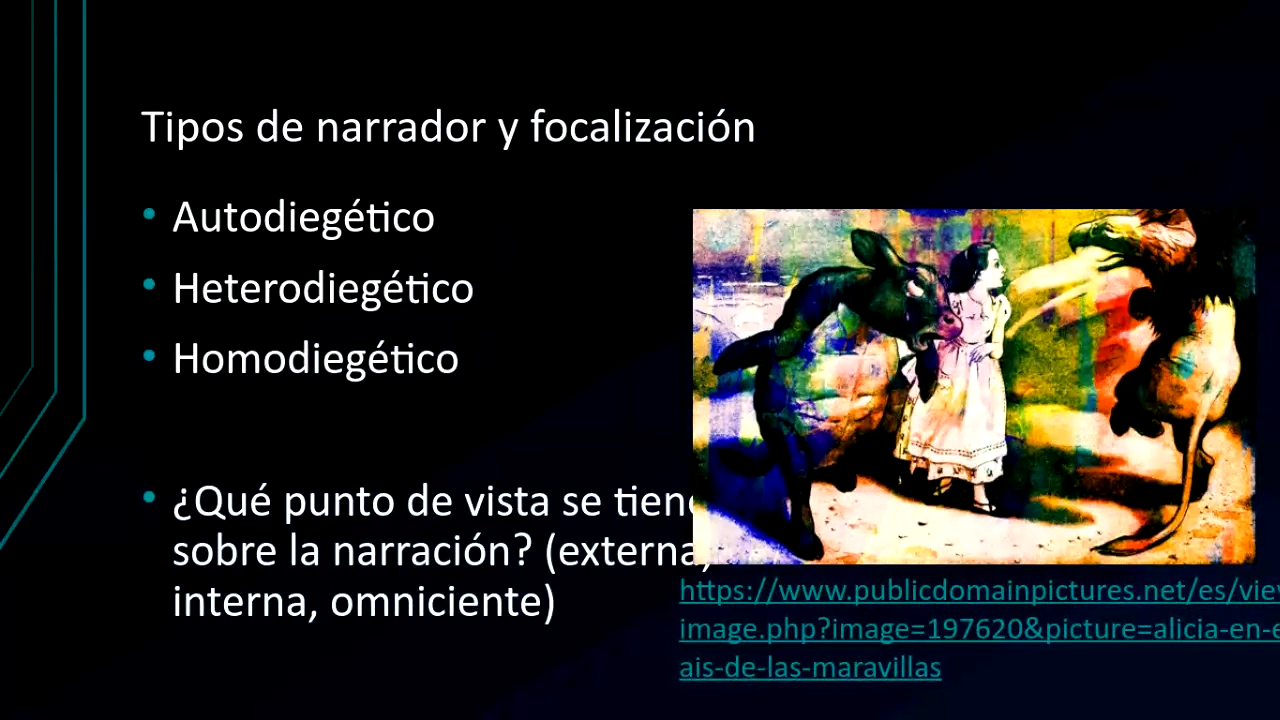 Tipos de narrador y focalización
• Autodiegético
• Heterodiegético
• Homodiegético
• ¿Qué punto de vista se tiene
sobre la narración? (externa,
interna, omniciente)
https://www.publicdomainpictures.net/es/view
image.php?image=197620&picture=alicia-en-e
ais-de-las-maravillas